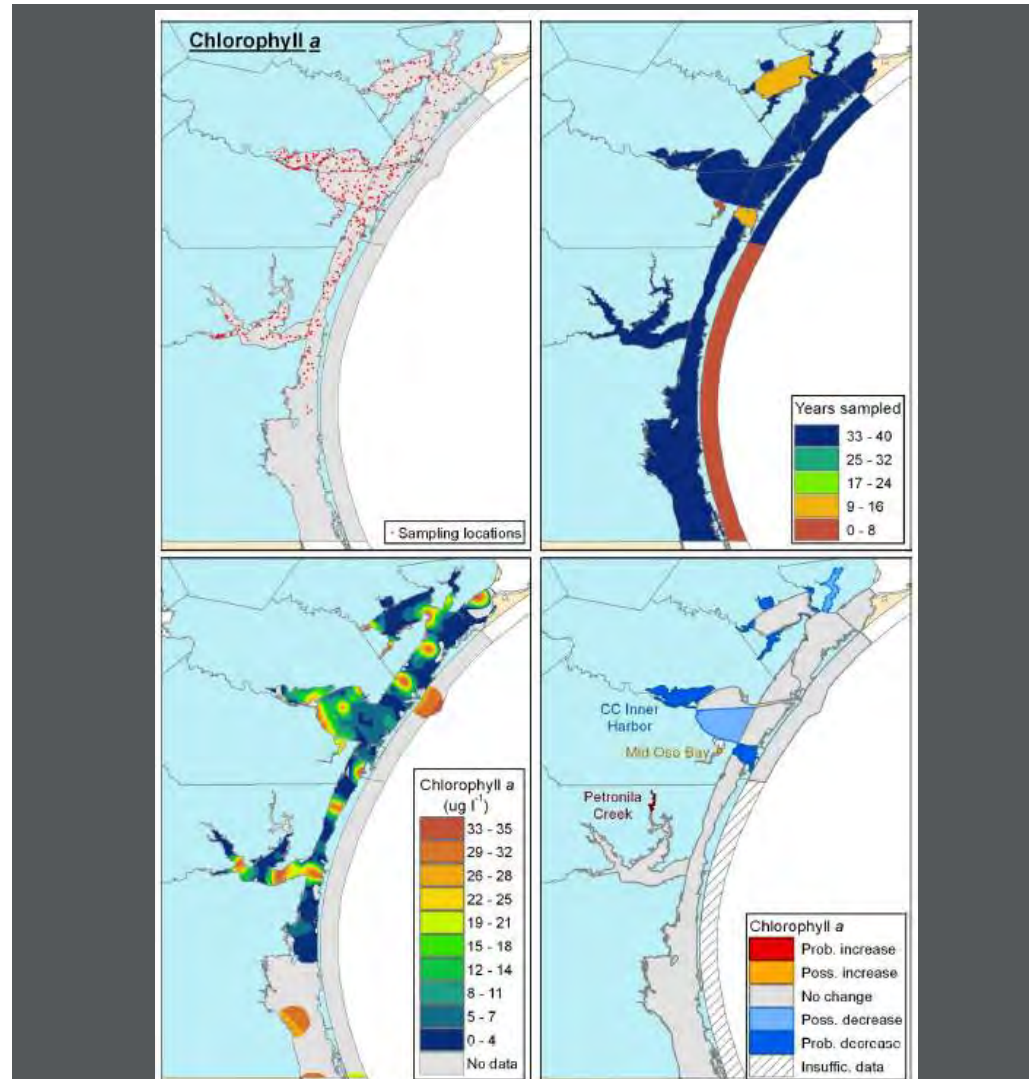 Chlorophyll a
· Sampling locations
Years sampled
33 - 40
25 - 32
17 - 24
9 - 16
0 - 8
Chlorophyll a
(ug l⁻¹)
33 - 35
29 - 32
26 - 28
22 - 25
19 - 21
15 - 18
12 - 14
8 - 11
5 - 7
0 - 4
No data
CC Inner
Harbor
Mid Oso Bay
Petronila
Creek
Chlorophyll a
Prob. increase
Poss. increase
No change
Poss. decrease
Prob. decrease
Insuffic. data